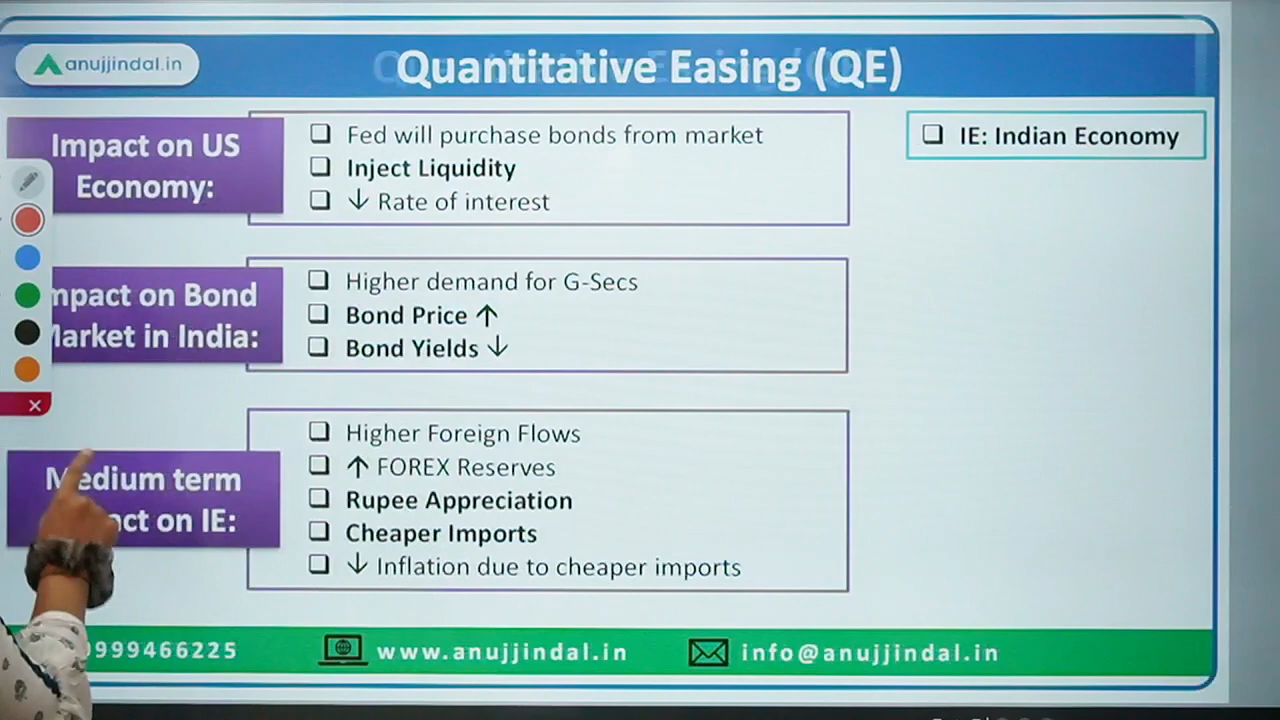 anujjindal.in
Quantitative Easing (QE)
Impact on US
Economy:
❑ Fed will purchase bonds from market
❑ Inject Liquidity
❑ ↓ Rate of interest
❑ IE: Indian Economy
mpact on Bond
Market in India:
❑ Higher demand for G-Secs
❑ Bond Price ↑
❑ Bond Yields ↓
Medium term
act on IE:
❑ Higher Foreign Flows
❑ ↑ FOREX Reserves
❑ Rupee Appreciation
❑ Cheaper Imports
❑ ↓ Inflation due to cheaper imports
9999466225
www.anujjindal.in
info@anujjindal.in